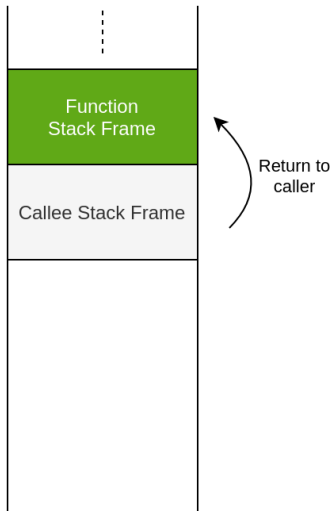 Function
Stack Frame
Return to
caller
Callee Stack Frame